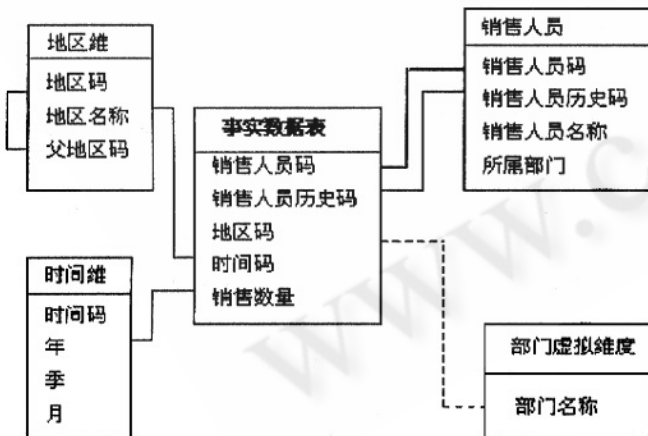 地区維
地区码
地区名称
父地区码
时间維
时间码
年
季
月
事实数据表
销售人员码
销售人员历史码
地区码
时间码
销售数量
销售人员
销售人员码
销售人员历史码
销售人员名称
所属部门
部门虚拟維度
部门名称
www.c